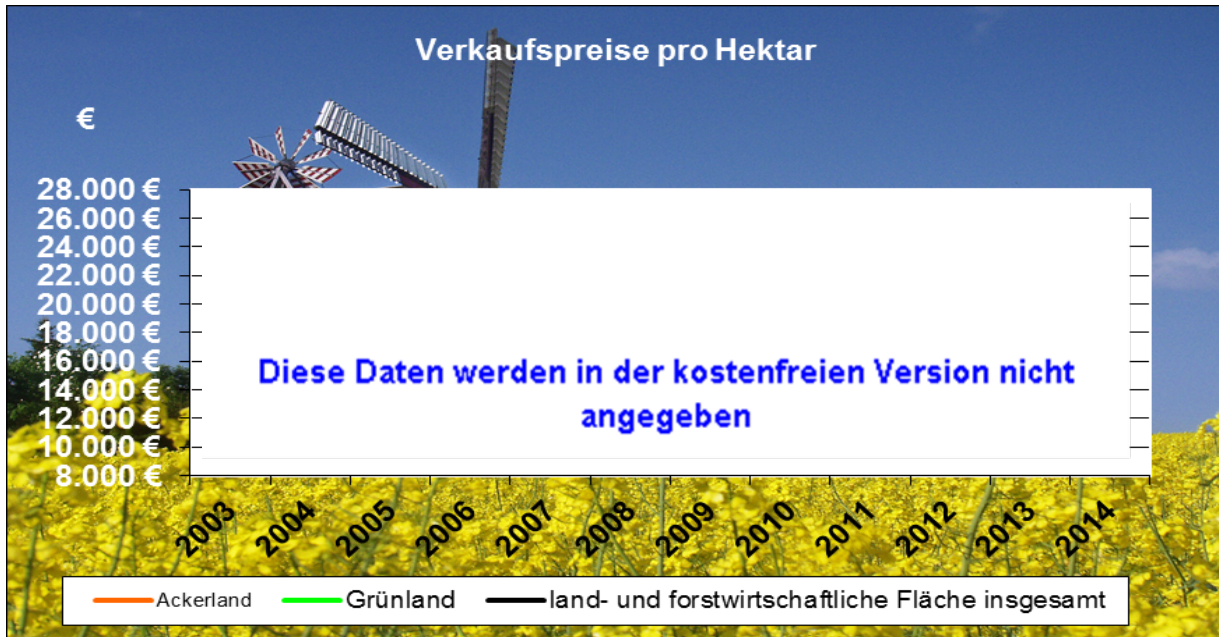 Verkaufspreise pro Hektar
€
28.000 €
26.000 €
24.000 €
22.000 €
20.000 €
18.000 €
16.000 €
14.000 €
12.000 €
10.000 €
8.000 €
Diese Daten werden in der kostenfreien Version nicht
angegeben
2003 2004 2005 2006 2007 2008 2009 2010 2011 2012 2013 2014
Ackerland Grünland land- und forstwirtschaftliche Fläche insgesamt